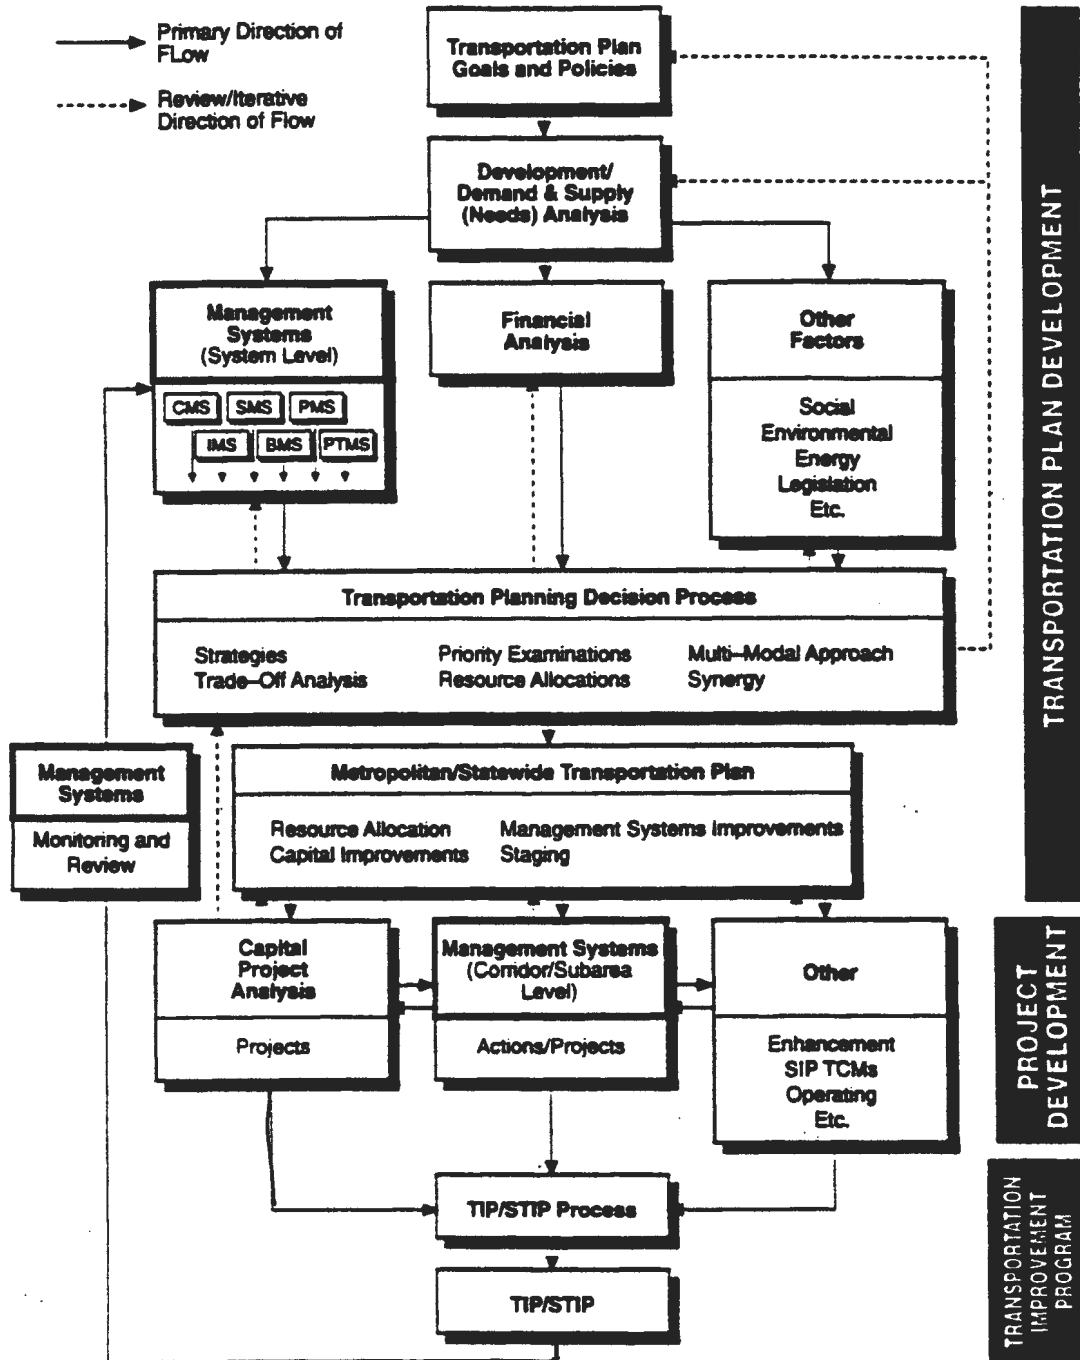 Primary Direction of
FLow
Review/Iterative
Direction of Flow
Transportation Plan
Goals and Policies
Development/
Demand & Supply
(Needs) Analysis
Management
Systems
(System Level)
CMS SMS PMS
IMS BMS PTMS
Financial
Analysis
Other
Factors
Social
Environmental
Energy
Legislation
Etc.
Transportation Planning Decision Process
Strategies
Trade-Off Analysis
Priority Examinations
Resource Allocations
Multi-Modal Approach
Synergy
Management
Systems
Monitoring and
Review
Metropolitan/Statewide Transportation Plan
Resource Allocation
Capital Improvements
Management Systems Improvements
Staging
Capital
Project
Analysis
Projects
Management Systems
(Corridor/Subarea
Level)
Actions/Projects
Other
Enhancement
SIP TCMs
Operating
Etc.
TIP/STIP Process
TIP/STIP
TRANSPORTATION PLAN DEVELOPMENT
PROJECT
DEVELOPMENT
TRANSPORTATION
IMPROVEMENT
PROGRAM